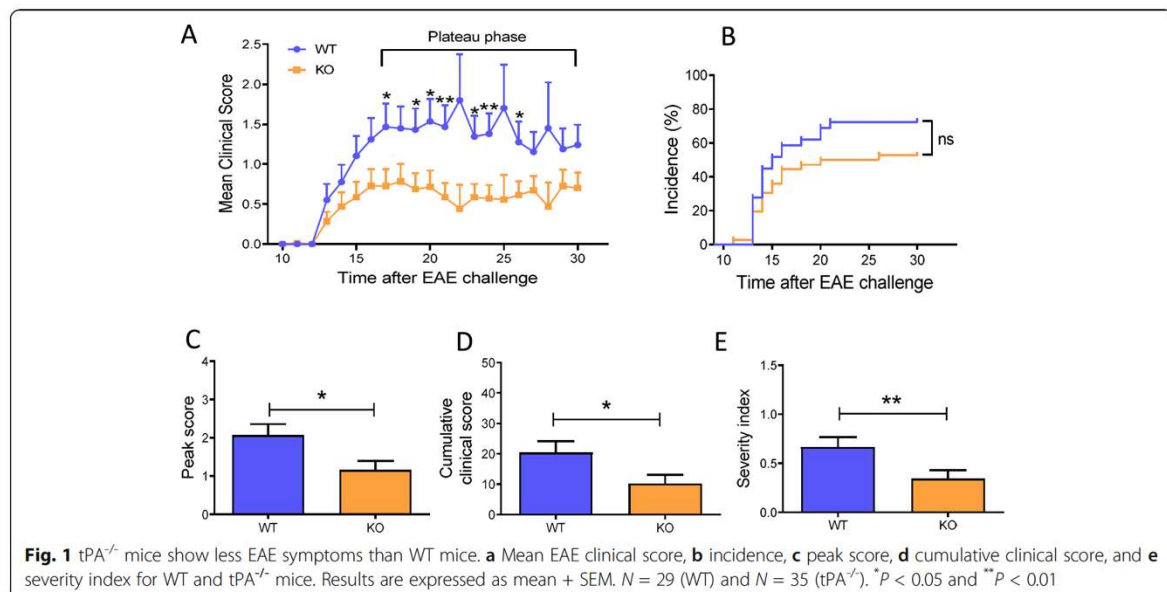 A
Plateau phase
WT
KO
Mean Clinical Score
2.5
2.0
1.5
1.0
0.5
0.0
* * * ** * ** *
10 15 20 25 30
Time after EAE challenge
B
Incidence (%)
100
80
60
40
20
0
ns
10 15 20 25 30
Time after EAE challenge
C
Peak score
4
3
2
1
0
*
WT KO
D
Cumulative
clinical score
50
40
30
20
10
0
*
WT KO
E
Severity index
1.5
1.0
0.5
0.0
**
WT KO
Fig. 1 tPA⁻/⁻ mice show less EAE symptoms than WT mice. a Mean EAE clinical score, b incidence, c peak score, d cumulative clinical score, and e
severity index for WT and tPA⁻/⁻ mice. Results are expressed as mean + SEM. N = 29 (WT) and N = 35 (tPA⁻/⁻). *P < 0.05 and **P < 0.01